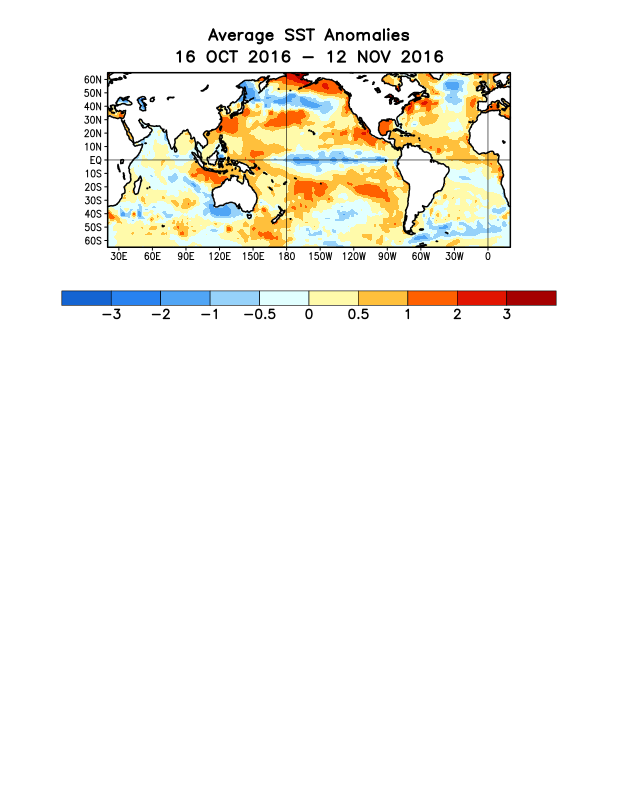 Average SST Anomalies
16 OCT 2016 – 12 NOV 2016
60N
50N
40N
30N
20N
10N
EQ
10S
20S
30S
40S
50S
60S
30E 60E 90E 120E 150E 180 150W 120W 90W 60W 30W 0
−3 −2 −1 −0.5 0 0.5 1 2 3